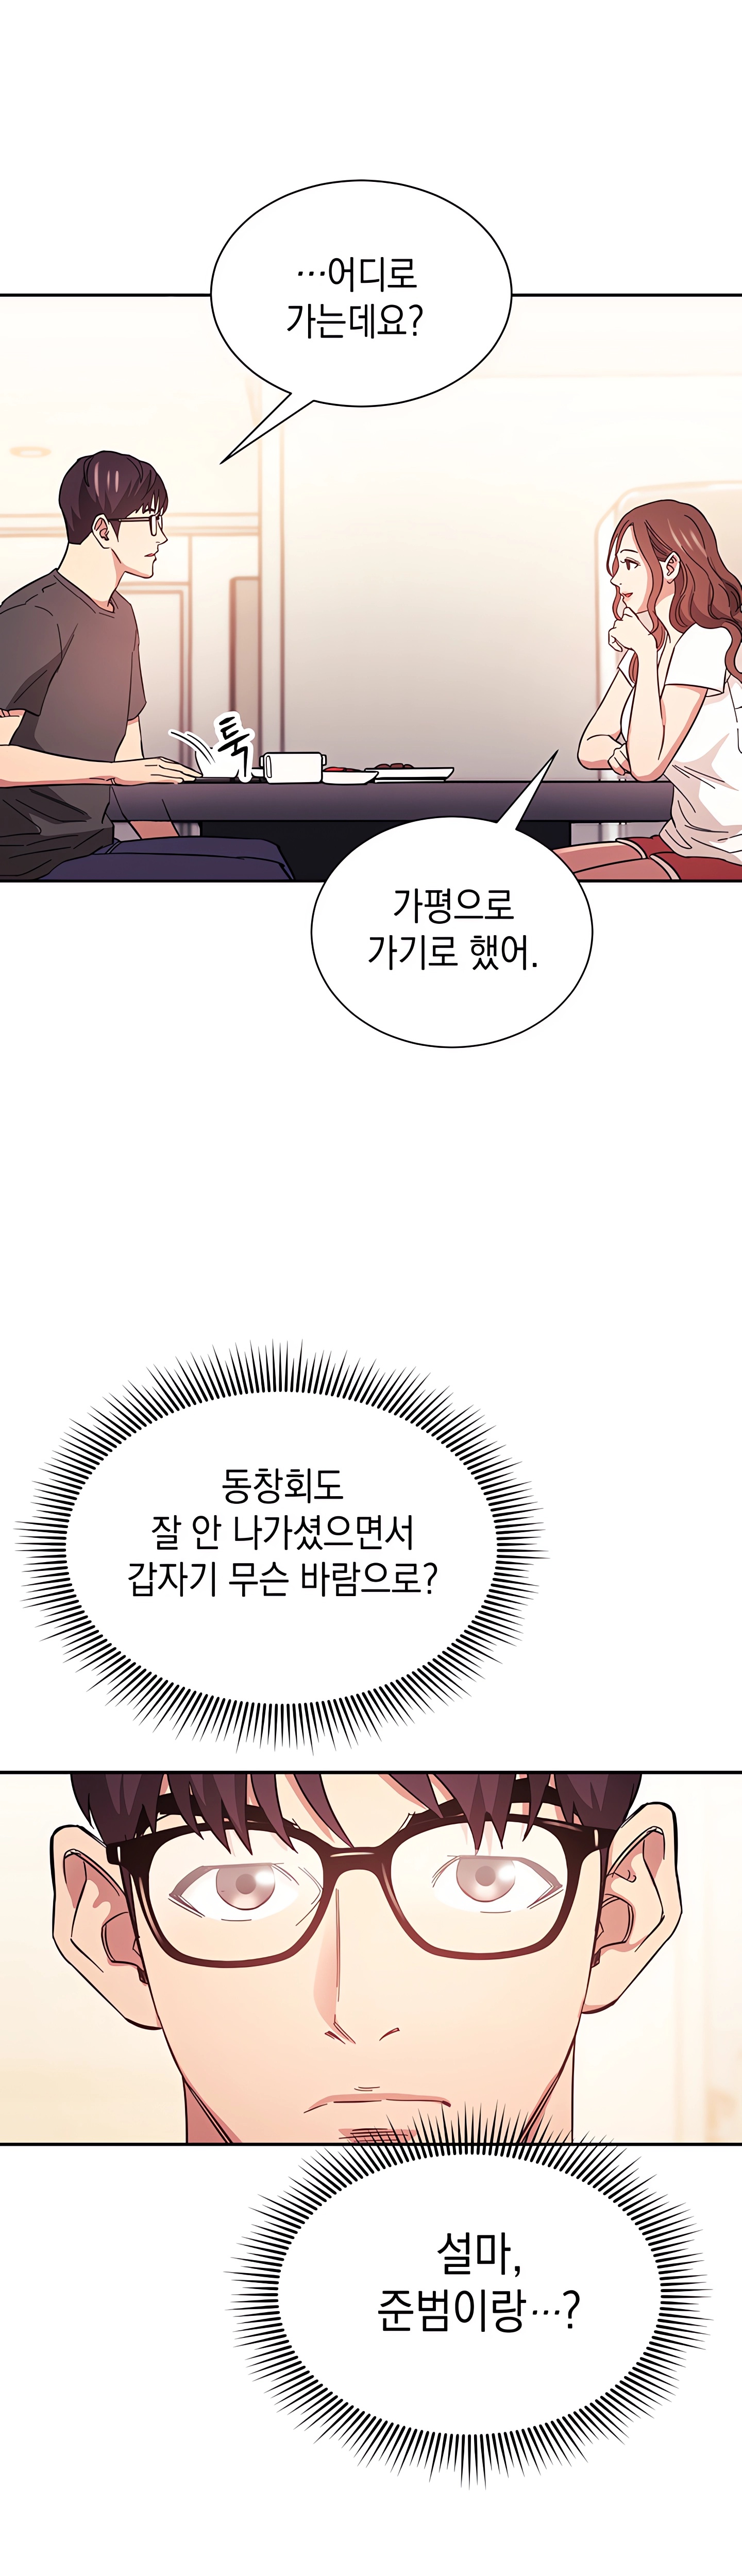 …어디로
가는데요?
툭
가평으로
가기로 했어.
동창회도
잘 안 나가셨으면서
갑자기 무슨 바람으로?
설마,
준범이랑…?